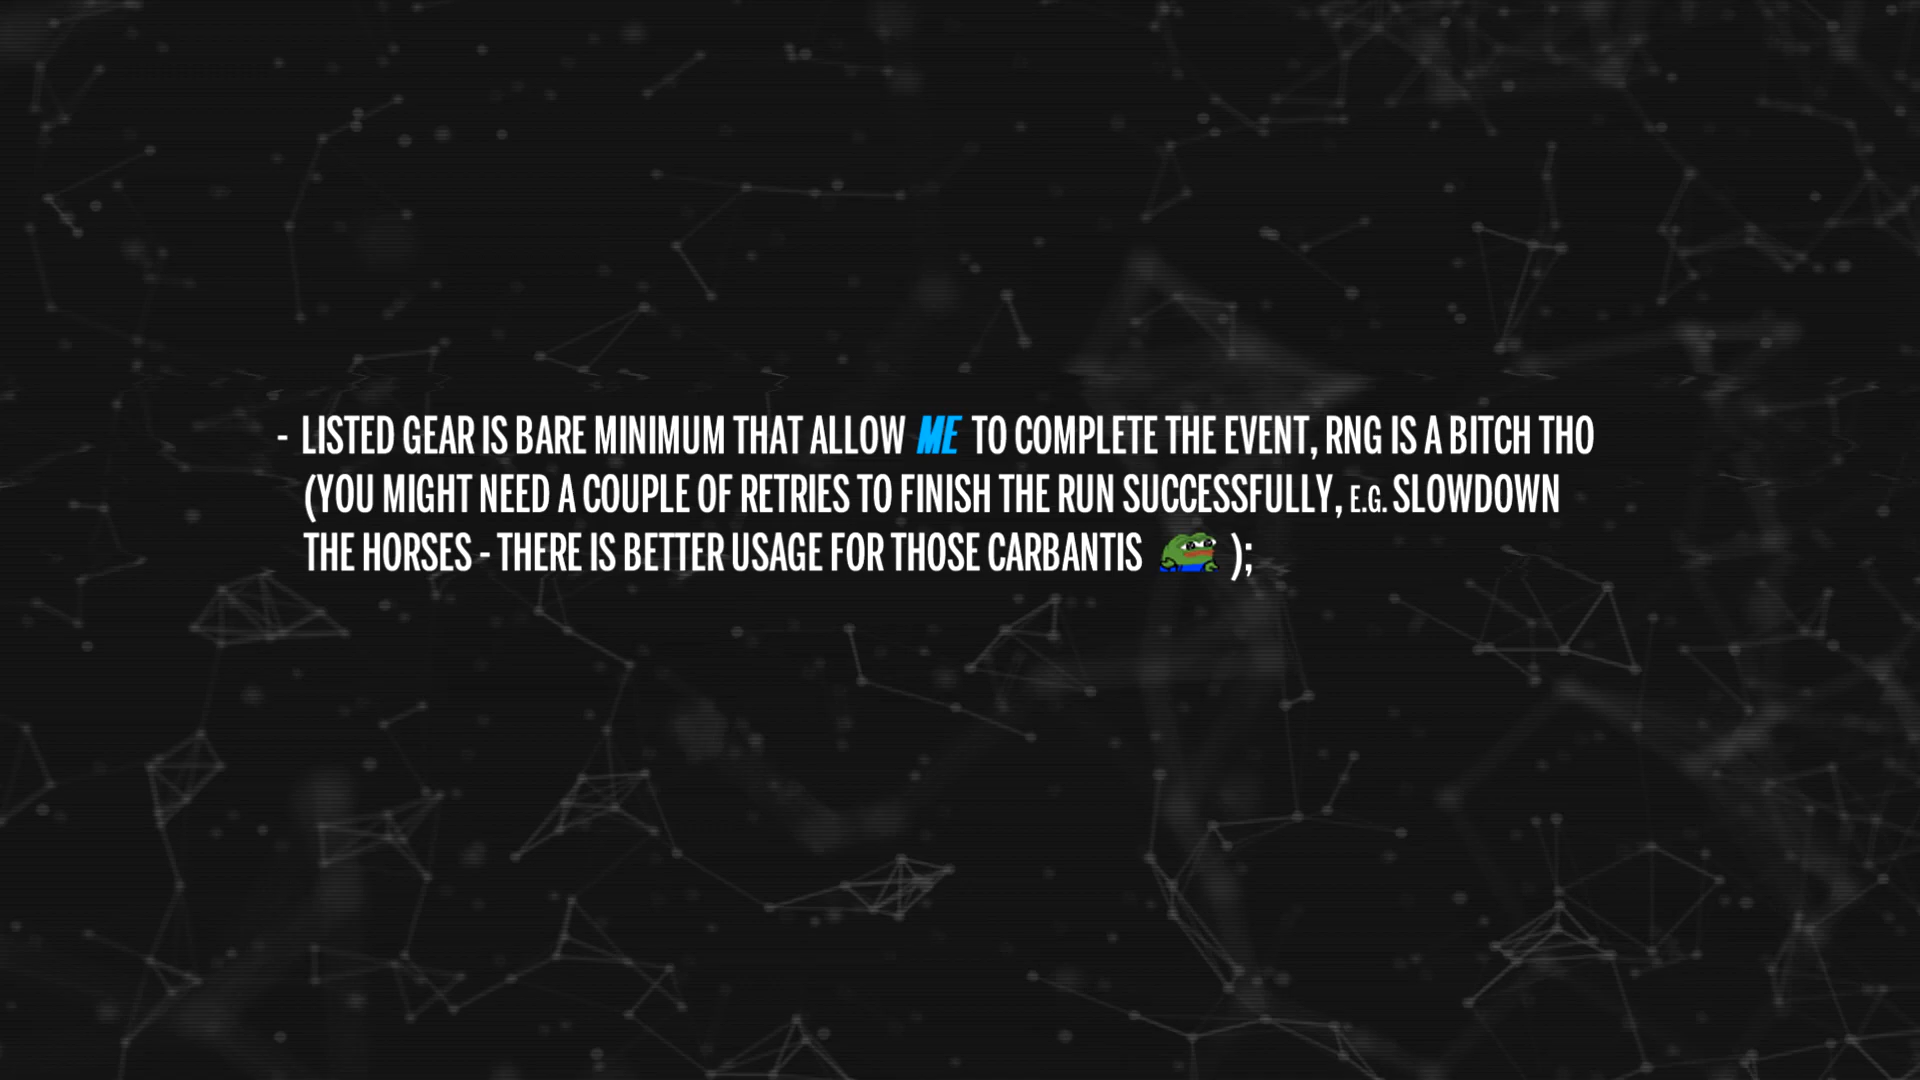 - LISTED GEAR IS BARE MINIMUM THAT ALLOW ME TO COMPLETE THE EVENT, RNG IS A BITCH THO
(YOU MIGHT NEED A COUPLE OF RETRIES TO FINISH THE RUN SUCCESSFULLY, E.G. SLOWDOWN
THE HORSES - THERE IS BETTER USAGE FOR THOSE CARBANTIS );